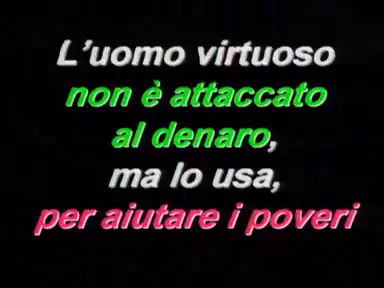 L'uomo virtuoso
non è attaccato
al denaro,
ma lo usa,
per aiutare i poveri